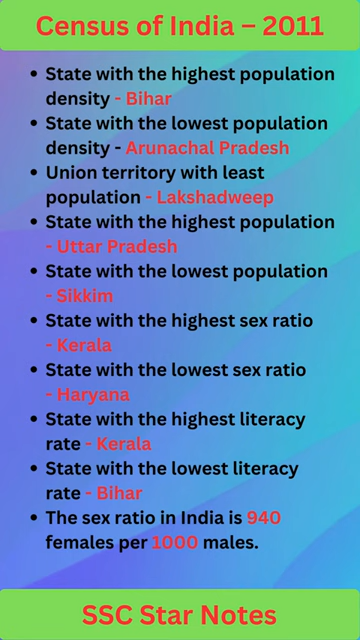 Census of India – 2011
• State with the highest population
density - Bihar
• State with the lowest population
density - Arunachal Pradesh
• Union territory with least
population - Lakshadweep
• State with the highest population
- Uttar Pradesh
• State with the lowest population
- Sikkim
• State with the highest sex ratio
- Kerala
• State with the lowest sex ratio
- Haryana
• State with the highest literacy
rate - Kerala
• State with the lowest literacy
rate - Bihar
• The sex ratio in India is 940
females per 1000 males.
SSC Star Notes